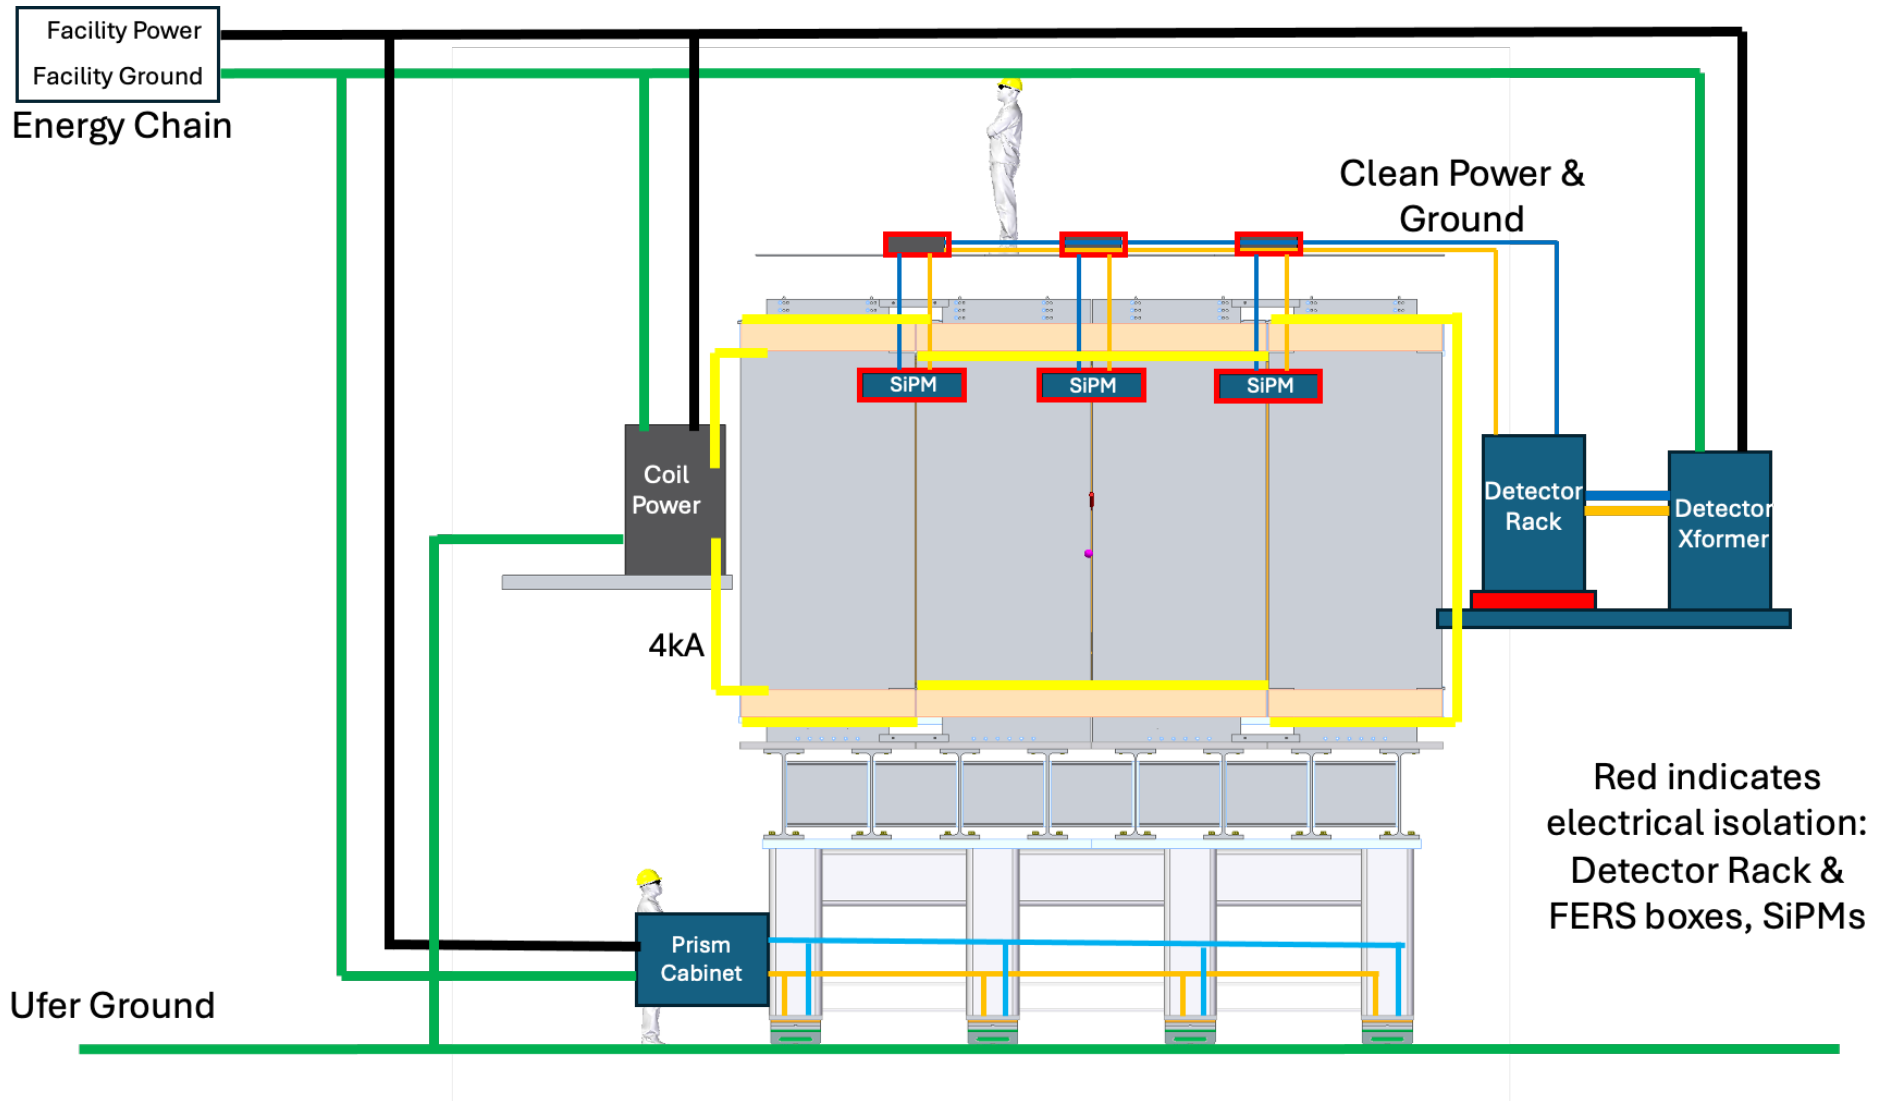 Facility Power
Facility Ground
Energy Chain
Clean Power &
Ground
SiPM
SiPM
SiPM
Coil
Power
Detector
Rack
Detector
Xformer
4kA
Red indicates
electrical isolation:
Detector Rack &
FERS boxes, SiPMs
Prism
Cabinet
Ufer Ground